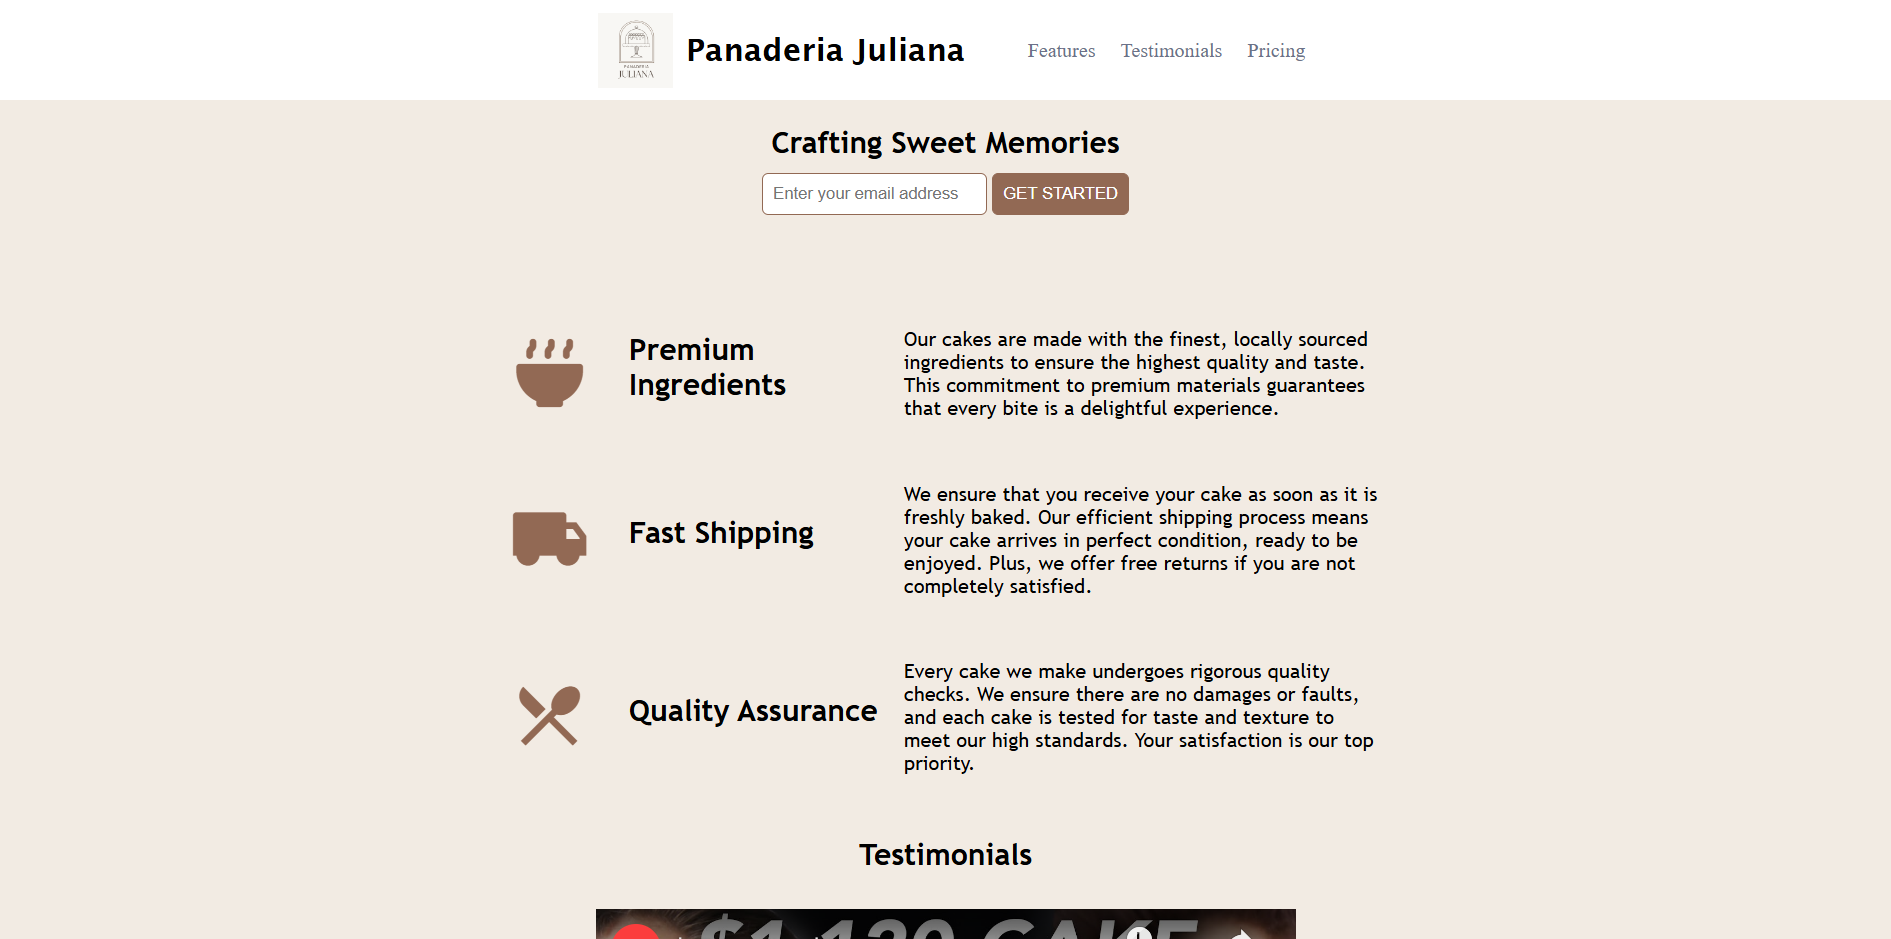 PANADERIA
JULIANA
Panaderia Juliana
Features
Testimonials
Pricing
Crafting Sweet Memories
Enter your email address
GET STARTED
Premium
Ingredients
Our cakes are made with the finest, locally sourced
ingredients to ensure the highest quality and taste.
This commitment to premium materials guarantees
that every bite is a delightful experience.
Fast Shipping
We ensure that you receive your cake as soon as it is
freshly baked. Our efficient shipping process means
your cake arrives in perfect condition, ready to be
enjoyed. Plus, we offer free returns if you are not
completely satisfied.
Quality Assurance
Every cake we make undergoes rigorous quality
checks. We ensure there are no damages or faults,
and each cake is tested for taste and texture to
meet our high standards. Your satisfaction is our top
priority.
Testimonials
$1,120 CAKE